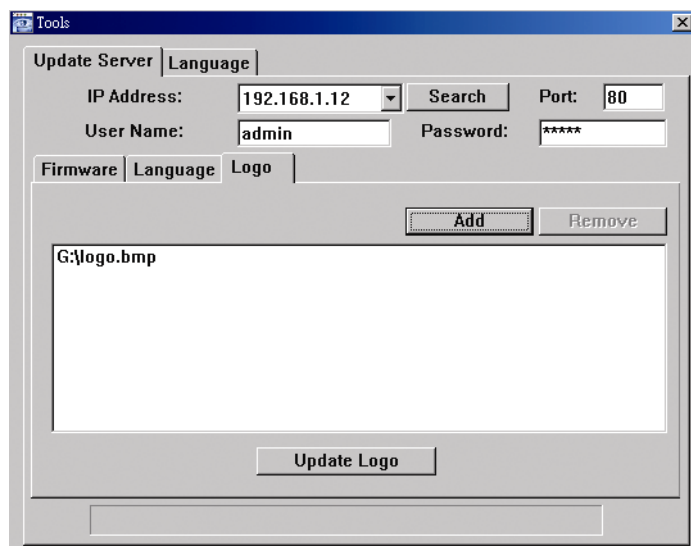 Tools
Update Server Language
IP Address: 192.168.1.12 Search Port: 80
User Name: admin Password: *****
Firmware Language Logo
Add Remove
G:\logo.bmp
Update Logo